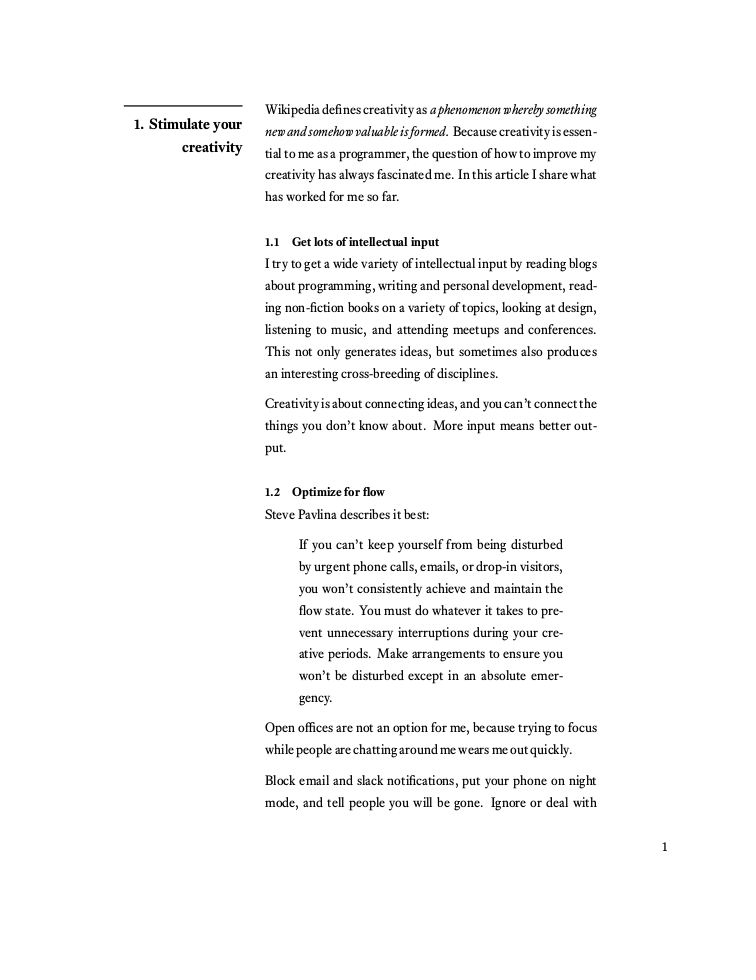 1. Stimulate your
creativity
Wikipedia defines creativity as a phenomenon whereby something
new and somehow valuable is formed. Because creativity is essen-
tial to me as a programmer, the question of how to improve my
creativity has always fascinated me. In this article I share what
has worked for me so far.
1.1 Get lots of intellectual input
I try to get a wide variety of intellectual input by reading blogs
about programming, writing and personal development, read-
ing non-fiction books on a variety of topics, looking at design,
listening to music, and attending meetups and conferences.
This not only generates ideas, but sometimes also produces
an interesting cross-breeding of disciplines.
Creativity is about connecting ideas, and you can't connect the
things you don't know about. More input means better out-
put.
1.2 Optimize for flow
Steve Pavlina describes it best:
If you can't keep yourself from being disturbed
by urgent phone calls, emails, or drop-in visitors,
you won't consistently achieve and maintain the
flow state. You must do whatever it takes to pre-
vent unnecessary interruptions during your cre-
ative periods. Make arrangements to ensure you
won't be disturbed except in an absolute emer-
gency.
Open offices are not an option for me, because trying to focus
while people are chatting around me wears me out quickly.
Block email and slack notifications, put your phone on night
mode, and tell people you will be gone. Ignore or deal with
1